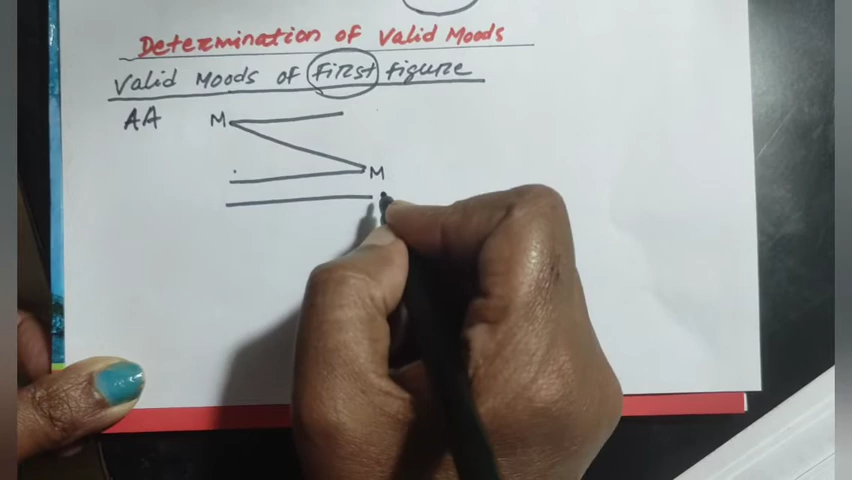 Determination of Valid Moods
Valid Moods of First figure
AA M
M